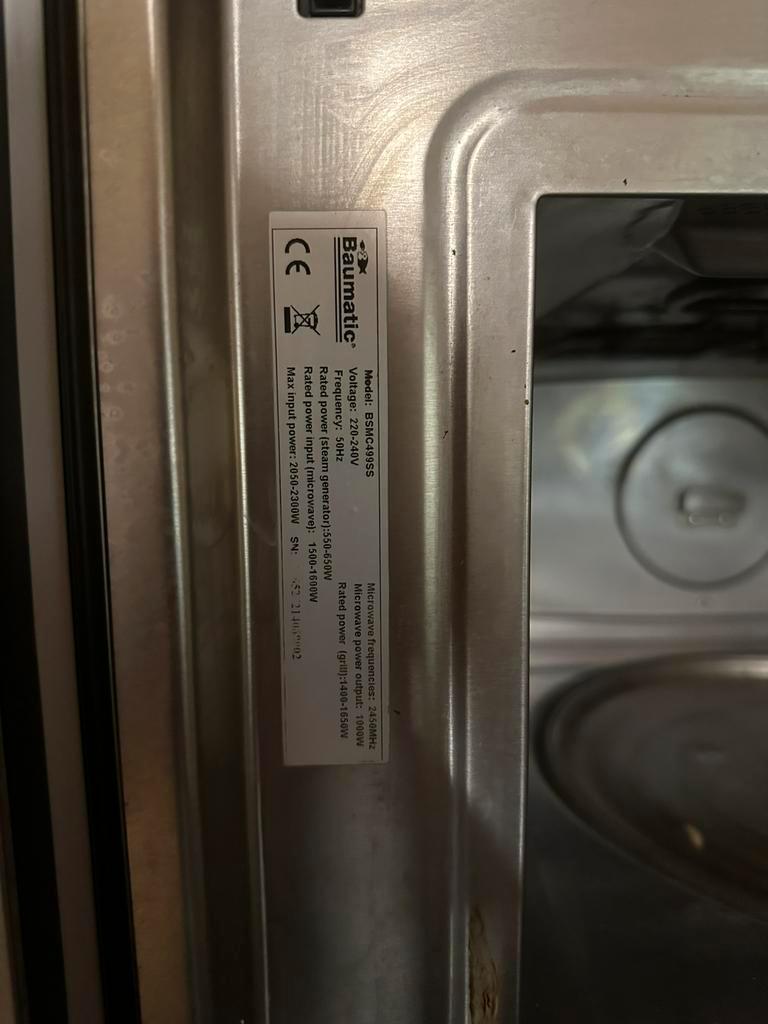 Baumatic®
CE
Model: BSMC499SS
Voltage: 220-240V
Frequency: 50Hz
Rated power (steam generator):550-650W
Rated power input (microwave): 1500-1600W
Max input power: 2050-2300W SN:
Microwave frequencies: 2450MHz
Microwave power output: 1000W
Rated power (grill):1400-1650W